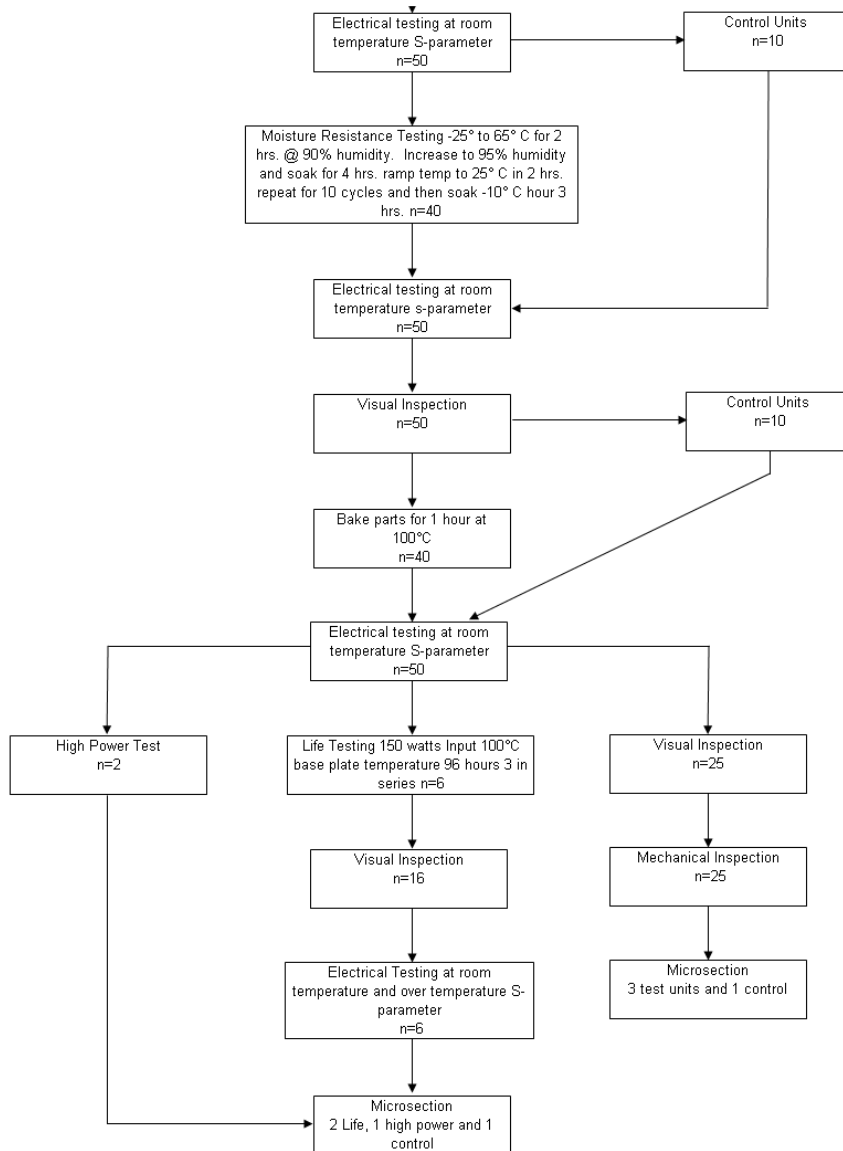 Electrical testing at room
temperature S-parameter
n=50
Control Units
n=10
Moisture Resistance Testing -25° to 65° C for 2
hrs. @ 90% humidity. Increase to 95% humidity
and soak for 4 hrs. ramp temp to 25° C in 2 hrs.
repeat for 10 cycles and then soak -10° C hour 3
hrs. n=40
Electrical testing at room
temperature s-parameter
n=50
Visual Inspection
n=50
Control Units
n=10
Bake parts for 1 hour at
100°C
n=40
Electrical testing at room
temperature S-parameter
n=50
High Power Test
n=2
Life Testing 150 watts Input 100°C
base plate temperature 96 hours 3 in
series n=6
Visual Inspection
n=25
Visual Inspection
n=16
Mechanical Inspection
n=25
Electrical Testing at room
temperature and over temperature S-
parameter
n=6
Microsection
3 test units and 1 control
Microsection
2 Life, 1 high power and 1
control